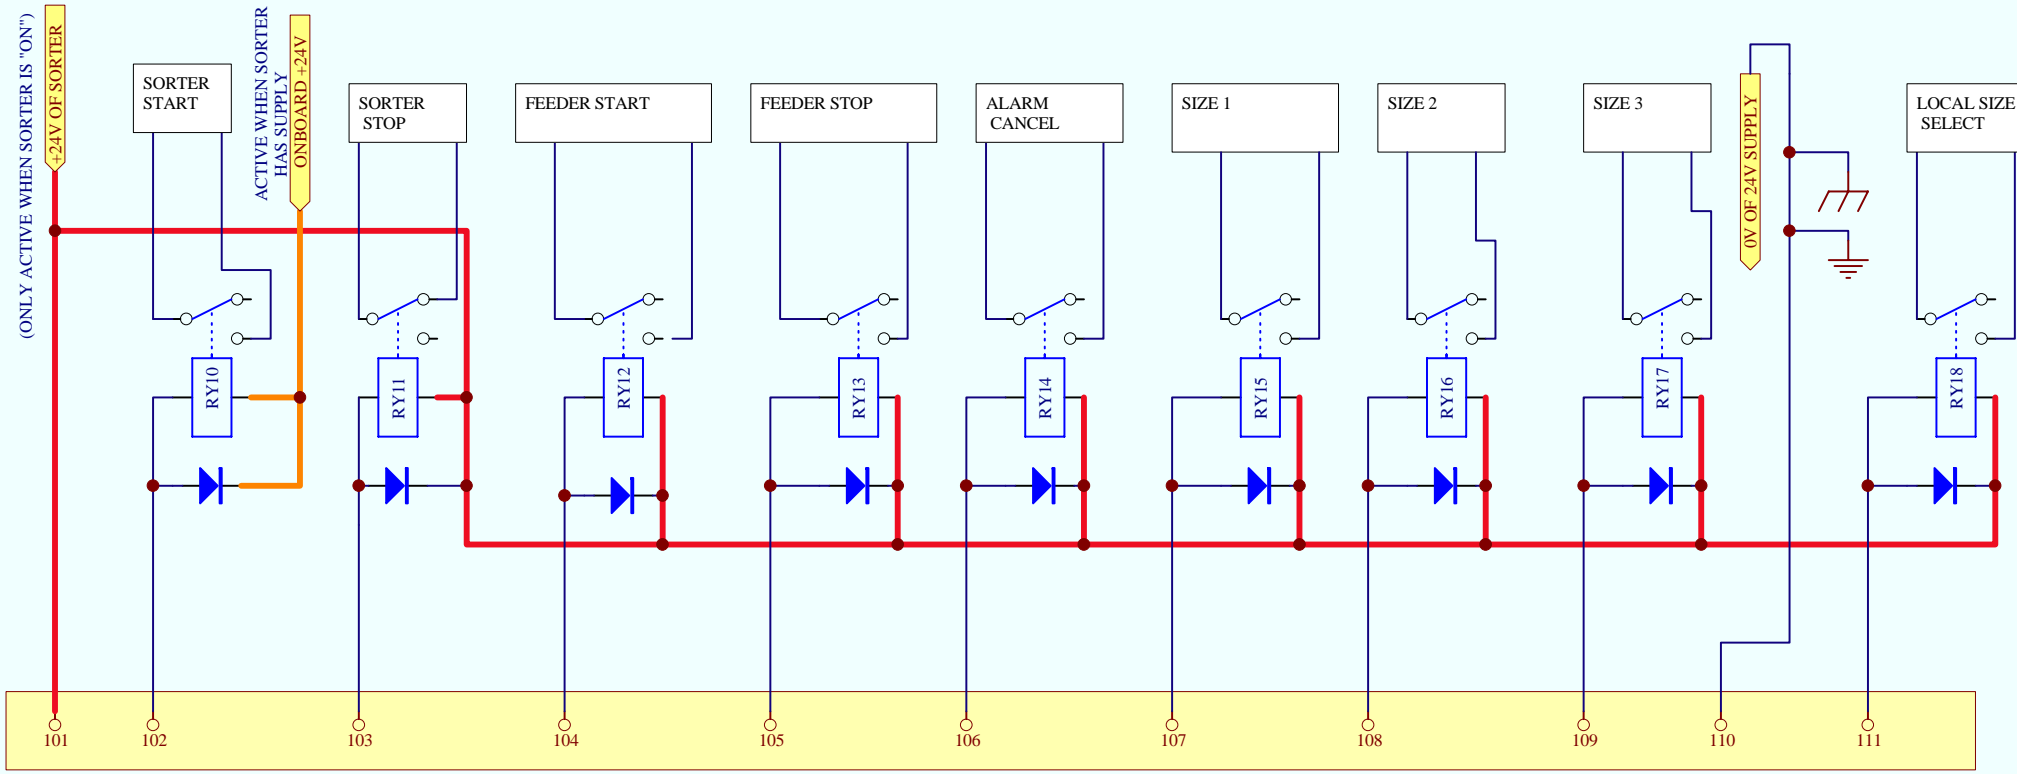 (ONLY ACTIVE WHEN SORTER IS "ON")
+24V OF SORTER
SORTER
START
ACTIVE WHEN SORTER
HAS SUPPLY
ONBOARD +24V
SORTER
STOP
FEEDER START
FEEDER STOP
ALARM
CANCEL
SIZE 1
SIZE 2
SIZE 3
0V OF 24V SUPPLY
LOCAL SIZE
SELECT
RY10
RY11
RY12
RY13
RY14
RY15
RY16
RY17
RY18
101
102
103
104
105
106
107
108
109
110
111